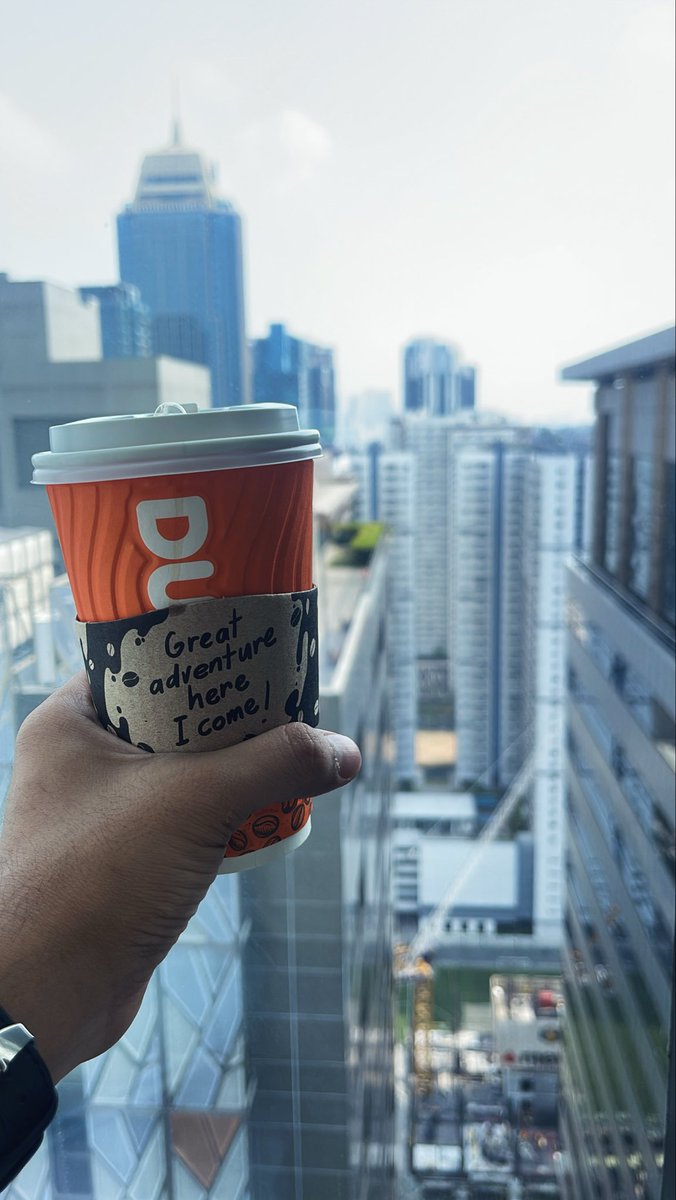 DU
Great
adventure
here
I come!